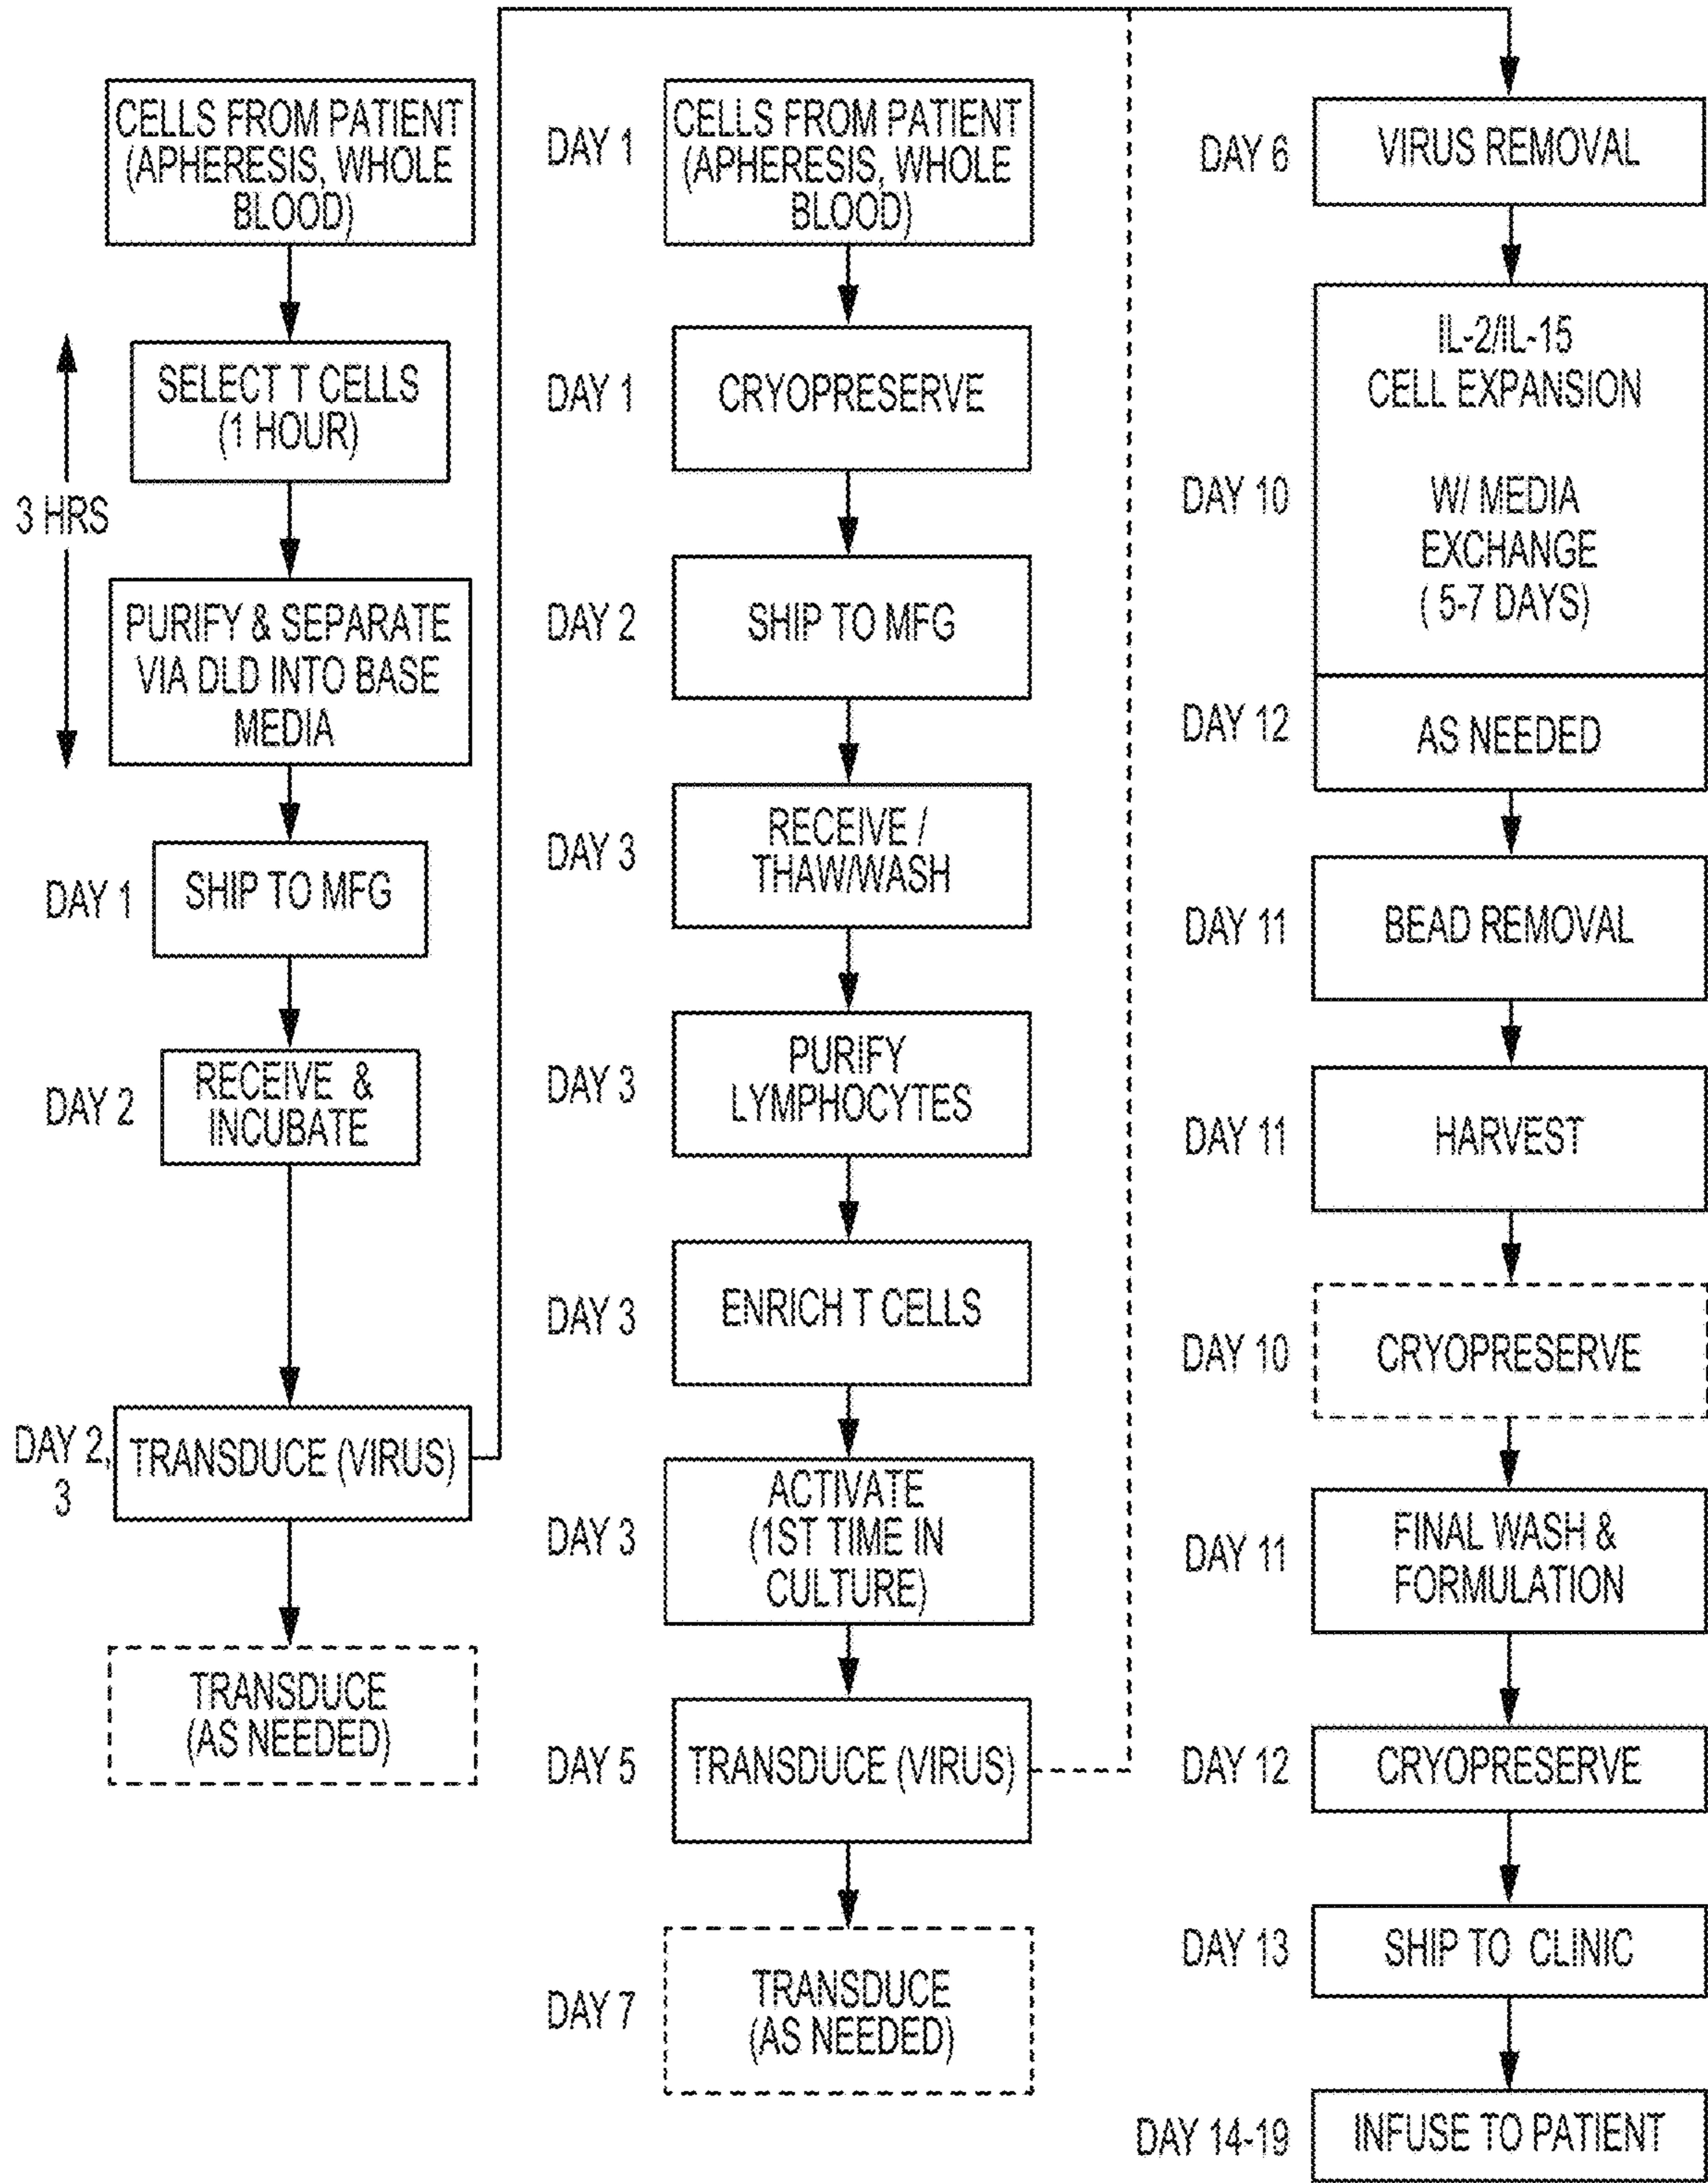 CELLS FROM PATIENT
(APHERESIS, WHOLE
BLOOD)
3 HRS
SELECT T CELLS
(1 HOUR)
PURIFY & SEPARATE
VIA DLD INTO BASE
MEDIA
DAY 1
SHIP TO MFG
DAY 2
RECEIVE &
INCUBATE
DAY 2,
3
TRANSDUCE (VIRUS)
TRANSDUCE
(AS NEEDED)
DAY 1
CELLS FROM PATIENT
(APHERESIS, WHOLE
BLOOD)
DAY 1
CRYOPRESERVE
DAY 2
SHIP TO MFG
DAY 3
RECEIVE /
THAW/WASH
DAY 3
PURIFY
LYMPHOCYTES
DAY 3
ENRICH T CELLS
DAY 3
ACTIVATE
(1ST TIME IN
CULTURE)
DAY 5
TRANSDUCE (VIRUS)
DAY 7
TRANSDUCE
(AS NEEDED)
DAY 6
VIRUS REMOVAL
DAY 10
IL-2/IL-15
CELL EXPANSION
W/ MEDIA
EXCHANGE
( 5-7 DAYS)
DAY 12
AS NEEDED
DAY 11
BEAD REMOVAL
DAY 11
HARVEST
DAY 10
CRYOPRESERVE
DAY 11
FINAL WASH &
FORMULATION
DAY 12
CRYOPRESERVE
DAY 13
SHIP TO CLINIC
DAY 14-19
INFUSE TO PATIENT